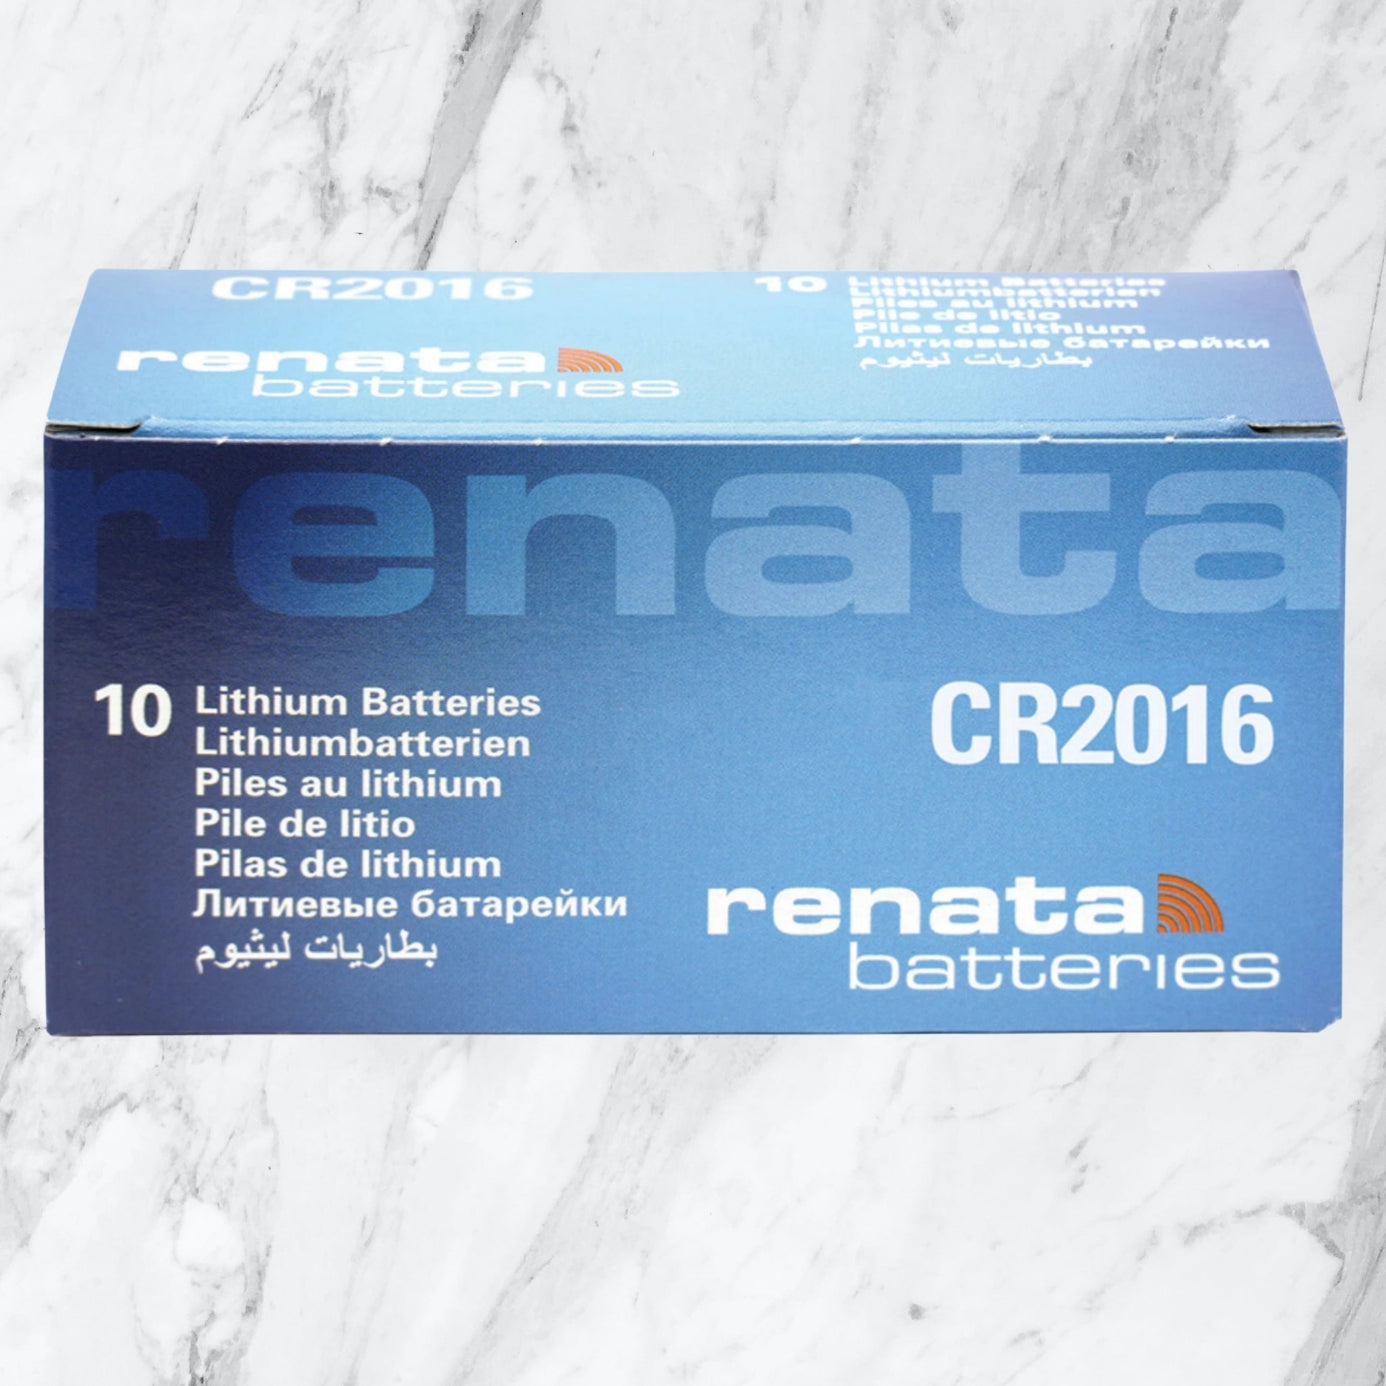 CR2016
renata
batteries
10 Lithium Batteries
Lithiumbatterien
Piles au lithium
Pile de litio
Pilas de lithium
Литиевые батарейки
بطاريات ليثيوم
renata
10 Lithium Batteries
Lithiumbatterien
Piles au lithium
Pile de litio
Pilas de lithium
Литиевые батарейки
بطاريات ليثيوم
CR2016
renata
batteries